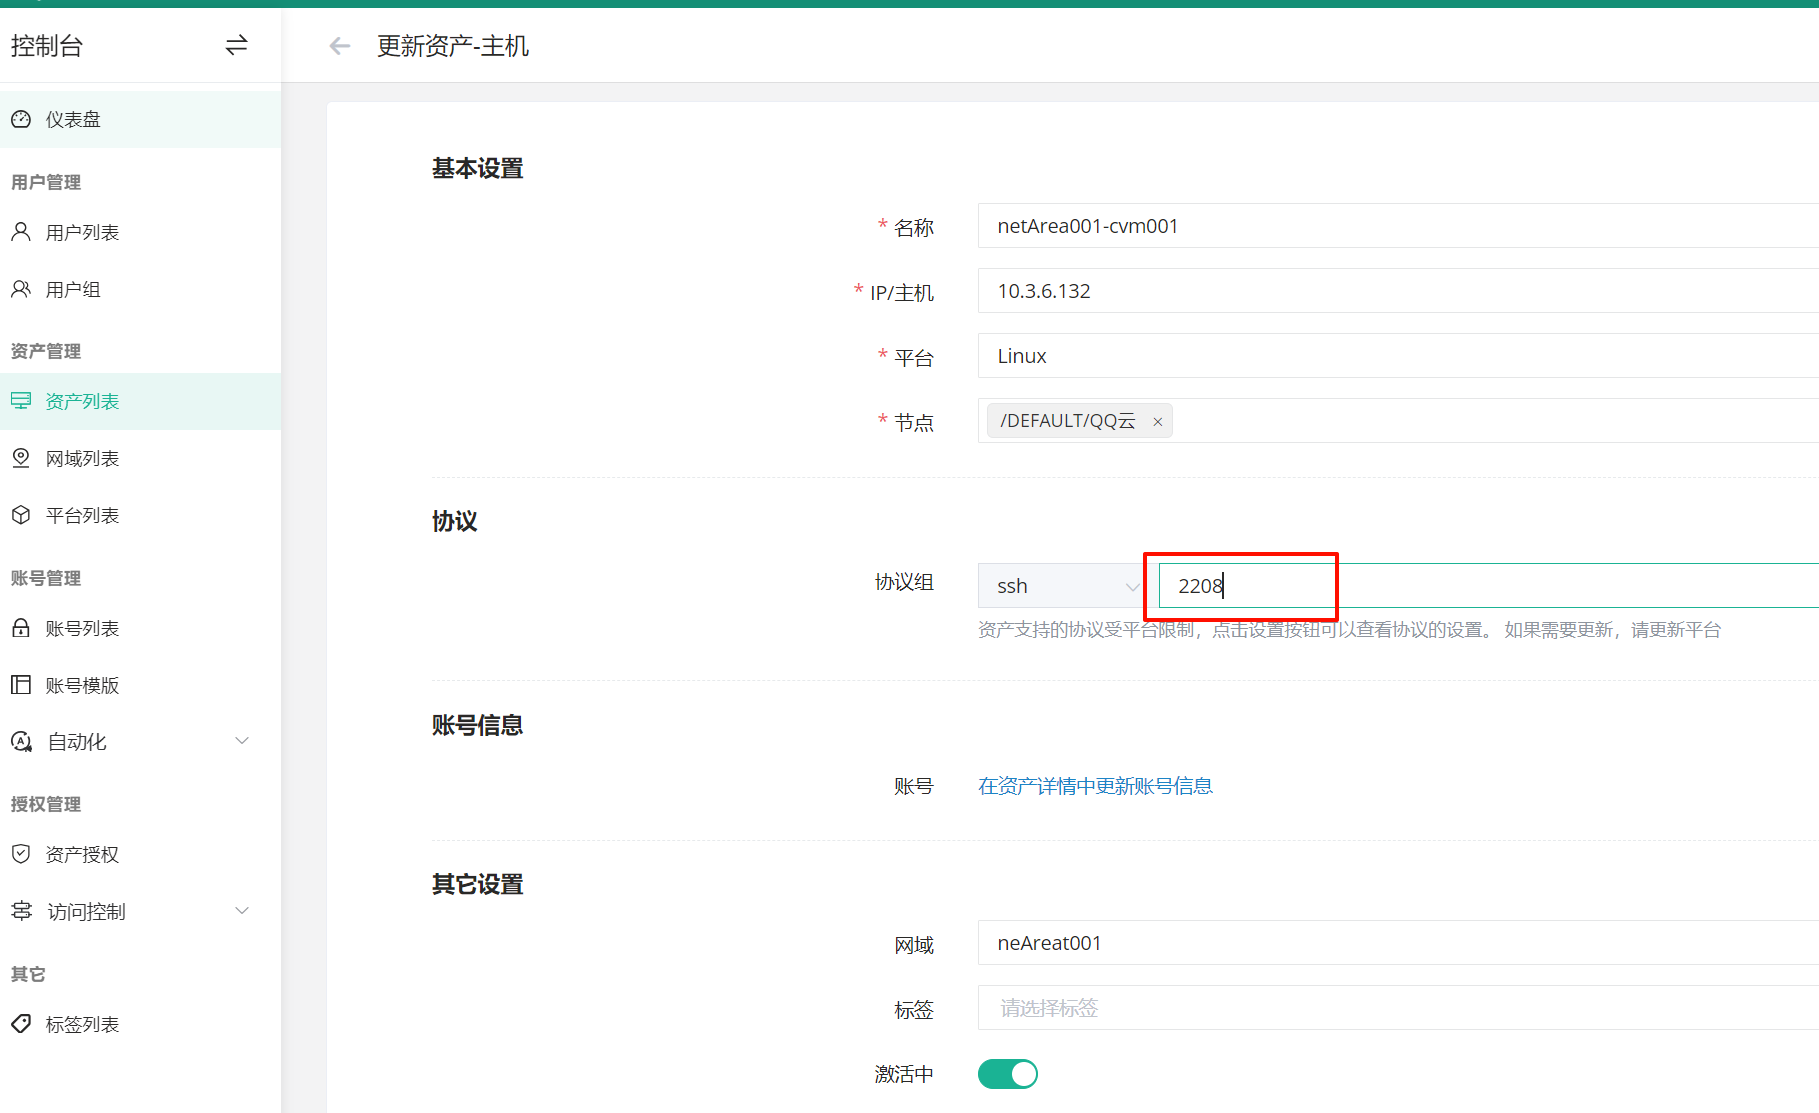 控制台
更新资产-主机
仪表盘
用户管理
用户列表
用户组
资产管理
资产列表
网域列表
平台列表
账号管理
账号列表
账号模版
自动化
授权管理
资产授权
访问控制
其它
标签列表
基本设置
* 名称
netArea001-cvm001
* IP/主机
10.3.6.132
* 平台
Linux
* 节点
/DEFAULT/QQ云 ×
协议
协议组
ssh
2208
资产支持的协议受平台限制，点击设置按钮可以查看协议的设置。 如果需要更新，请更新平台
账号信息
账号
在资产详情中更新账号信息
其它设置
网域
neAreat001
标签
请选择标签
激活中